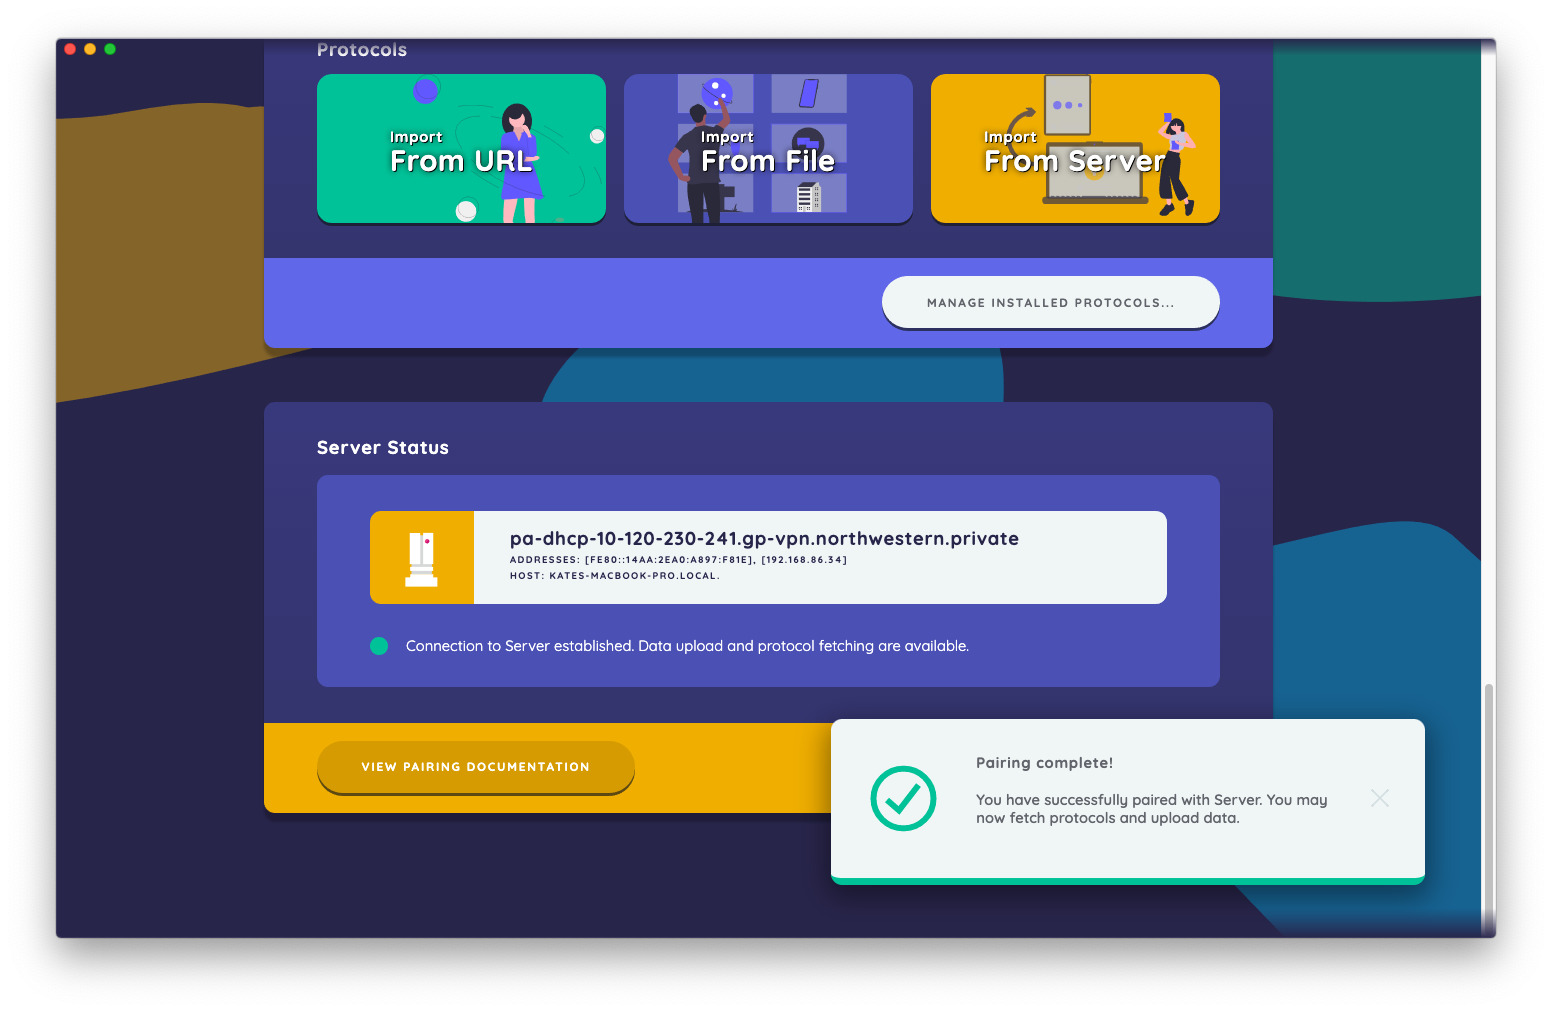 Protocols
Import
From URL
Import
From File
Import
From Server
MANAGE INSTALLED PROTOCOLS...
Server Status
pa-dhcp-10-120-230-241.gp-vpn.northwestern.private
ADDRESSES: [FE80::14AA:2EA0:A897:F81E], [192.168.86.34]
HOST: KATES-MACBOOK-PRO.LOCAL.
Connection to Server established. Data upload and protocol fetching are available.
VIEW PAIRING DOCUMENTATION
Pairing complete!
You have successfully paired with Server. You may
now fetch protocols and upload data.